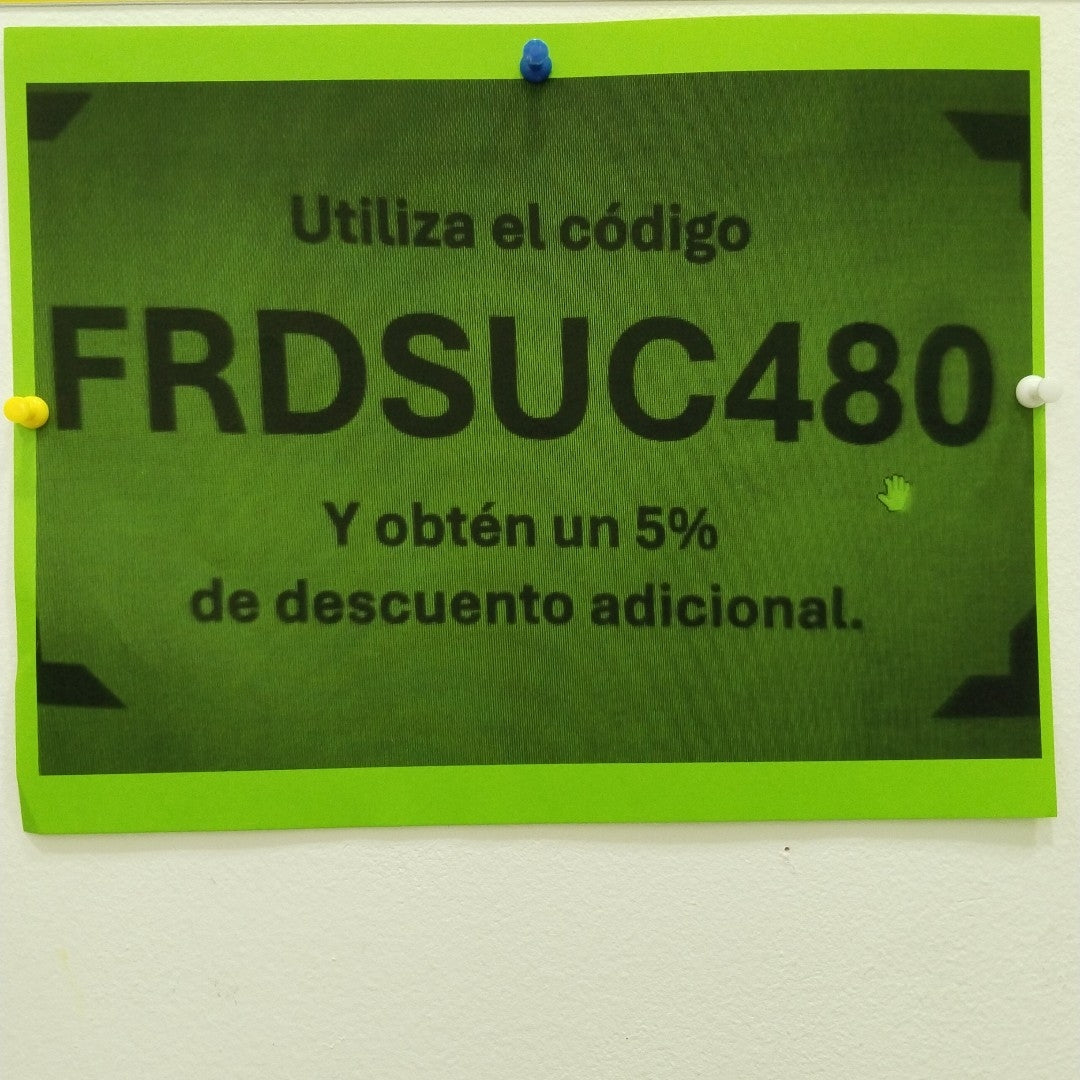 Utiliza el código
FRDSUC480
Y obtén un 5%
de descuento adicional.